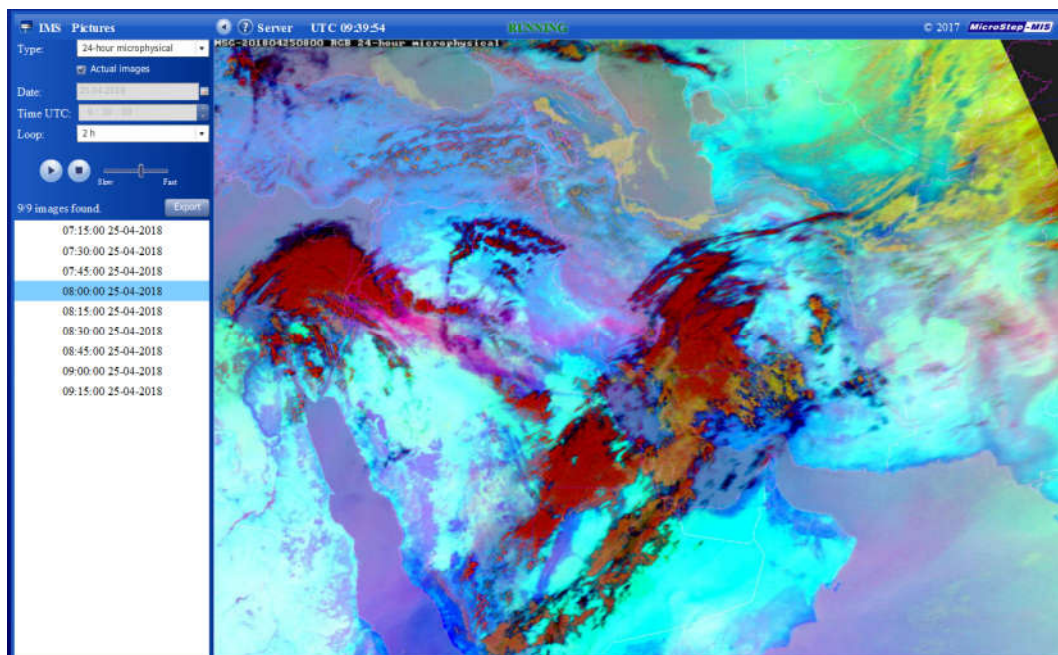 IMS Pictures
Server UTC 09:39:54
RUNNING
© 2017 MicroStep-MIS
Type: 24-hour microphysical
Actual images
Date: 25.04.2018
Time UTC:
Loop: 2 h
Slow Fast
9/9 images found. Export
07:15:00 25-04-2018
07:30:00 25-04-2018
07:45:00 25-04-2018
08:00:00 25-04-2018
08:15:00 25-04-2018
08:30:00 25-04-2018
08:45:00 25-04-2018
09:00:00 25-04-2018
09:15:00 25-04-2018
MSG-201804250800 RGB 24-hour microphysical